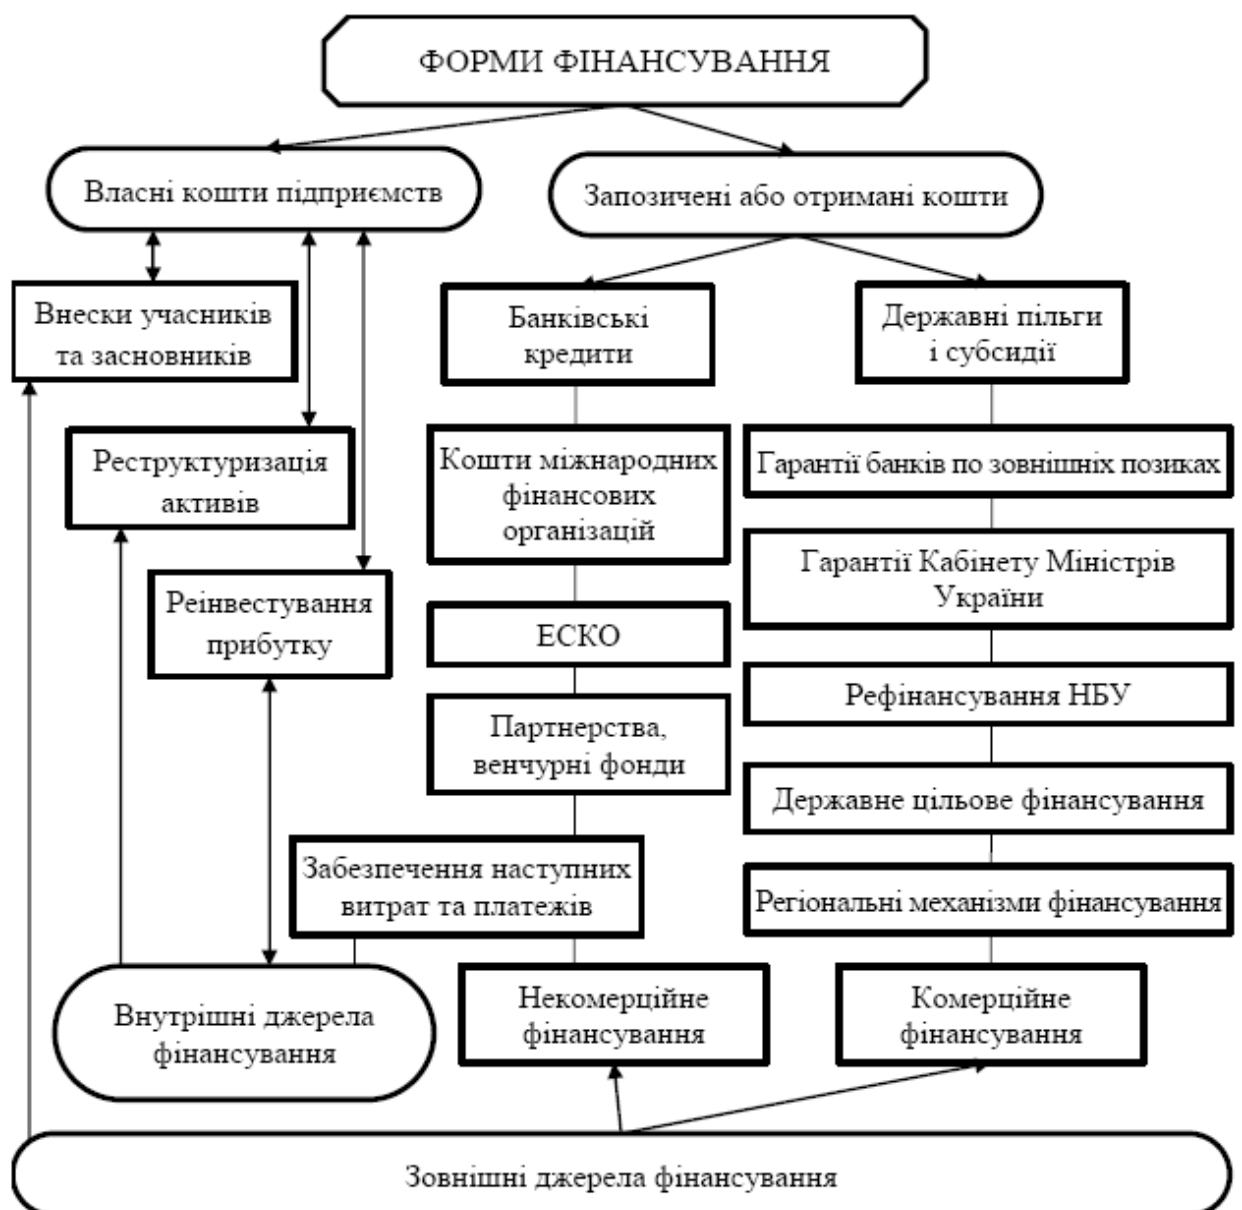 ФОРМИ ФІНАНСУВАННЯ
Власні кошти підприємств
Запозичені або отримані кошти
Внески учасників
та засновників
Банківські
кредити
Державні пільги
і субсидії
Реструктуризація
активів
Кошти міжнародних
фінансових
організацій
Гарантії банків по зовнішніх позиках
Гарантії Кабінету Міністрів
України
Реінвестування
прибутку
ЕСКО
Рефінансування НБУ
Партнерства,
венчурні фонди
Державне цільове фінансування
Забезпечення наступних
витрат та платежів
Регіональні механізми фінансування
Внутрішні джерела
фінансування
Некомерційне
фінансування
Комерційне
фінансування
Зовнішні джерела фінансування